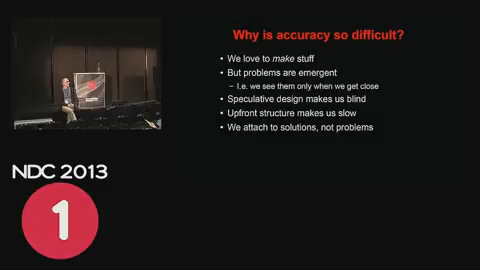 Why is accuracy so difficult?
• We love to make stuff
• But problems are emergent
– I.e. we see them only when we get close
• Speculative design makes us blind
• Upfront structure makes us slow
• We attach to solutions, not problems
NDC 2013
1